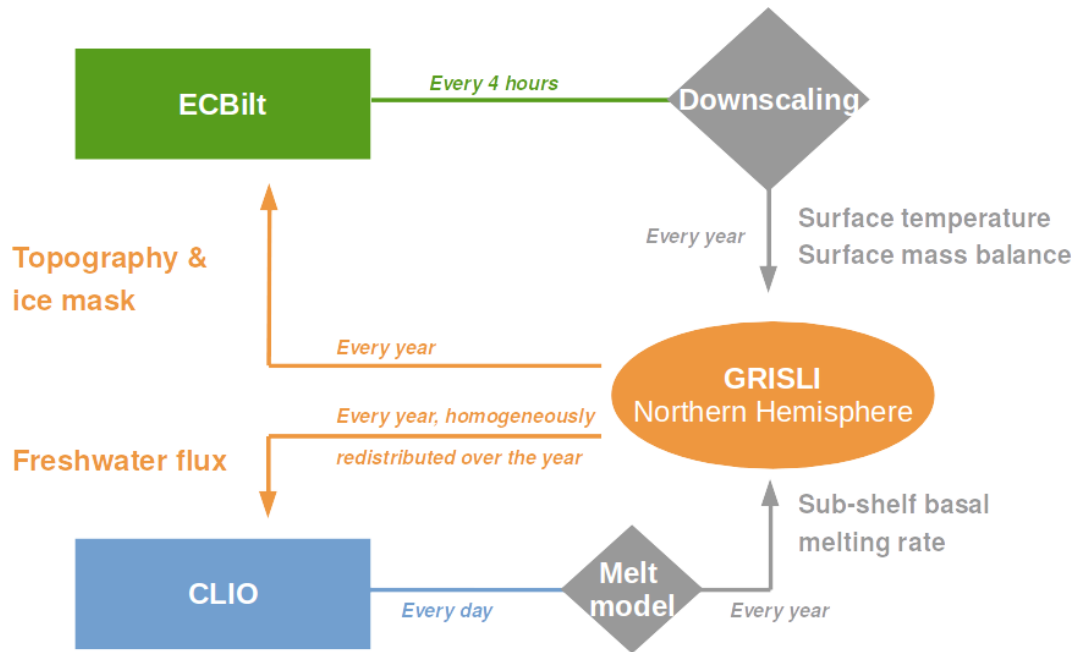 ECBilt
Every 4 hours
Downscaling
Every year
Surface temperature
Surface mass balance
Topography &
ice mask
Every year
GRISLI
Northern Hemisphere
Every year, homogeneously
redistributed over the year
Freshwater flux
Sub-shelf basal
melting rate
CLIO
Every day
Melt
model
Every year